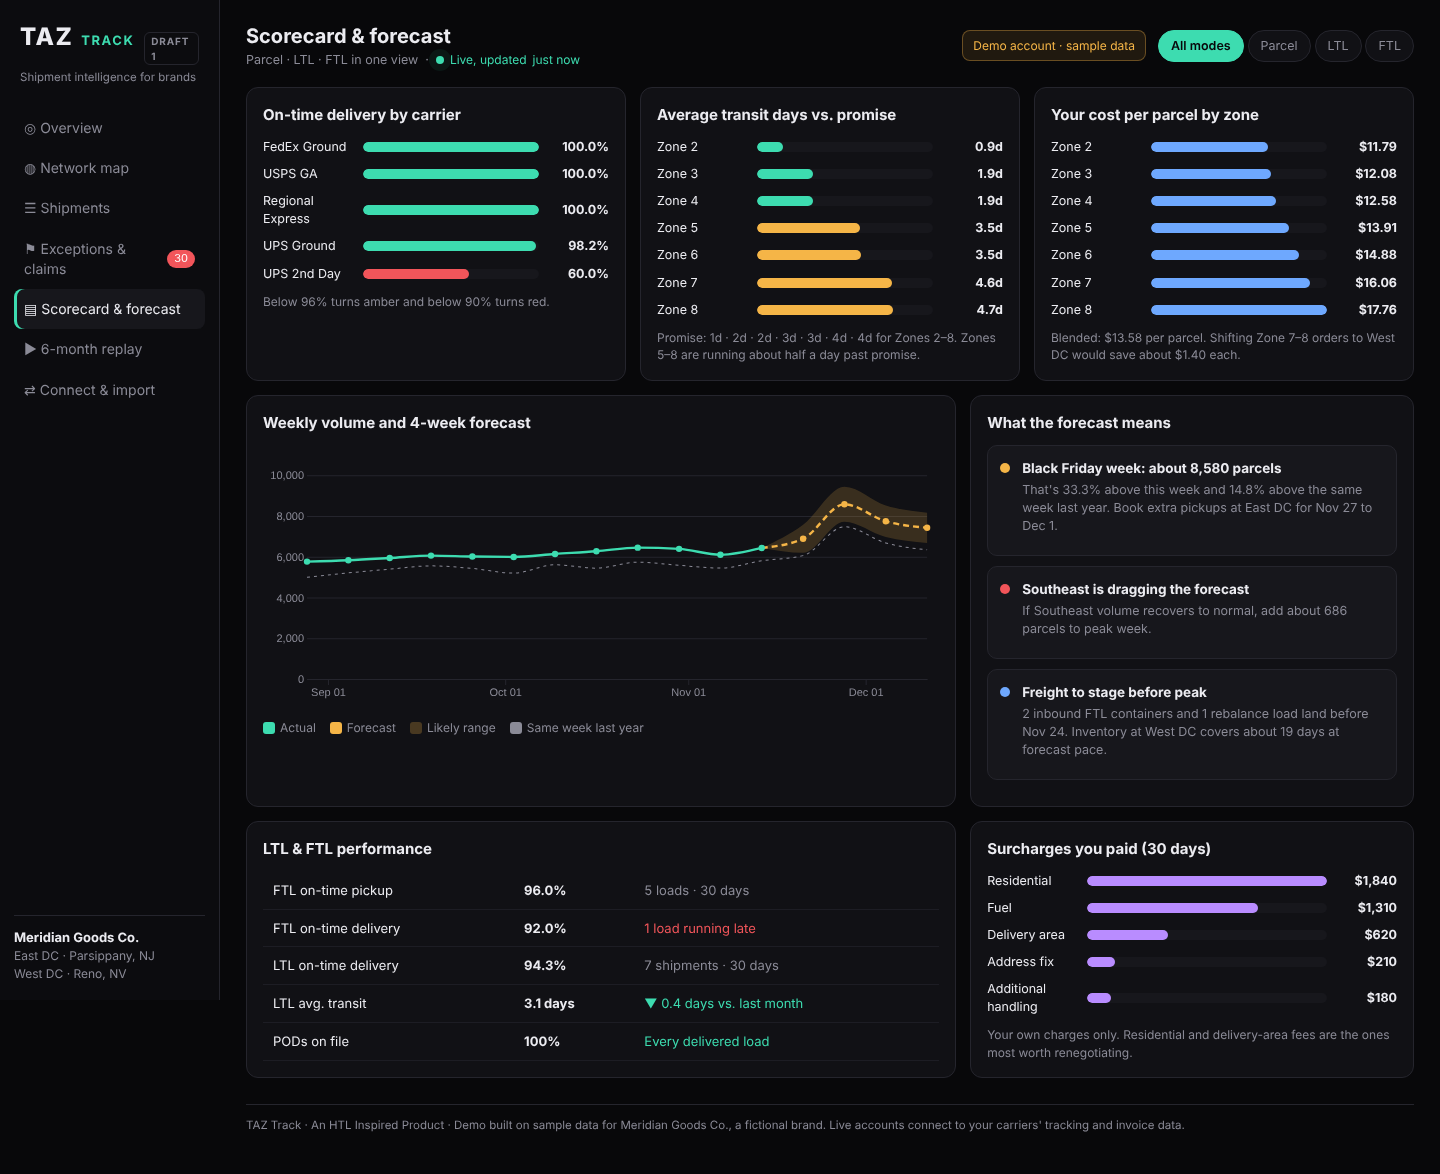 TAZ TRACK DRAFT 1
Shipment intelligence for brands
◎ Overview
◍ Network map
☰ Shipments
⚑ Exceptions & claims 30
▤ Scorecard & forecast
▶ 6-month replay
⇄ Connect & import
Meridian Goods Co.
East DC · Parsippany, NJ
West DC · Reno, NV
Scorecard & forecast
Parcel · LTL · FTL in one view · Live, updated just now
Demo account · sample data
All modes
Parcel
LTL
FTL
On-time delivery by carrier
FedEx Ground 100.0%
USPS GA 100.0%
Regional Express 100.0%
UPS Ground 98.2%
UPS 2nd Day 60.0%
Below 96% turns amber and below 90% turns red.
Average transit days vs. promise
Zone 2 0.9d
Zone 3 1.9d
Zone 4 1.9d
Zone 5 3.5d
Zone 6 3.5d
Zone 7 4.6d
Zone 8 4.7d
Promise: 1d · 2d · 2d · 3d · 3d · 4d · 4d for Zones 2–8. Zones
5–8 are running about half a day past promise.
Your cost per parcel by zone
Zone 2 $11.79
Zone 3 $12.08
Zone 4 $12.58
Zone 5 $13.91
Zone 6 $14.88
Zone 7 $16.06
Zone 8 $17.76
Blended: $13.58 per parcel. Shifting Zone 7–8 orders to West
DC would save about $1.40 each.
Weekly volume and 4-week forecast
10,000
8,000
6,000
4,000
2,000
0
Sep 01 Oct 01 Nov 01 Dec 01
Actual Forecast Likely range Same week last year
What the forecast means
Black Friday week: about 8,580 parcels
That's 33.3% above this week and 14.8% above the same
week last year. Book extra pickups at East DC for Nov 27 to
Dec 1.
Southeast is dragging the forecast
If Southeast volume recovers to normal, add about 686
parcels to peak week.
Freight to stage before peak
2 inbound FTL containers and 1 rebalance load land before
Nov 24. Inventory at West DC covers about 19 days at
forecast pace.
LTL & FTL performance
FTL on-time pickup 96.0% 5 loads · 30 days
FTL on-time delivery 92.0% 1 load running late
LTL on-time delivery 94.3% 7 shipments · 30 days
LTL avg. transit 3.1 days ▼ 0.4 days vs. last month
PODs on file 100% Every delivered load
Surcharges you paid (30 days)
Residential $1,840
Fuel $1,310
Delivery area $620
Address fix $210
Additional handling $180
Your own charges only. Residential and delivery-area fees are the ones
most worth renegotiating.
TAZ Track · An HTL Inspired Product · Demo built on sample data for Meridian Goods Co., a fictional brand. Live accounts connect to your carriers' tracking and invoice data.